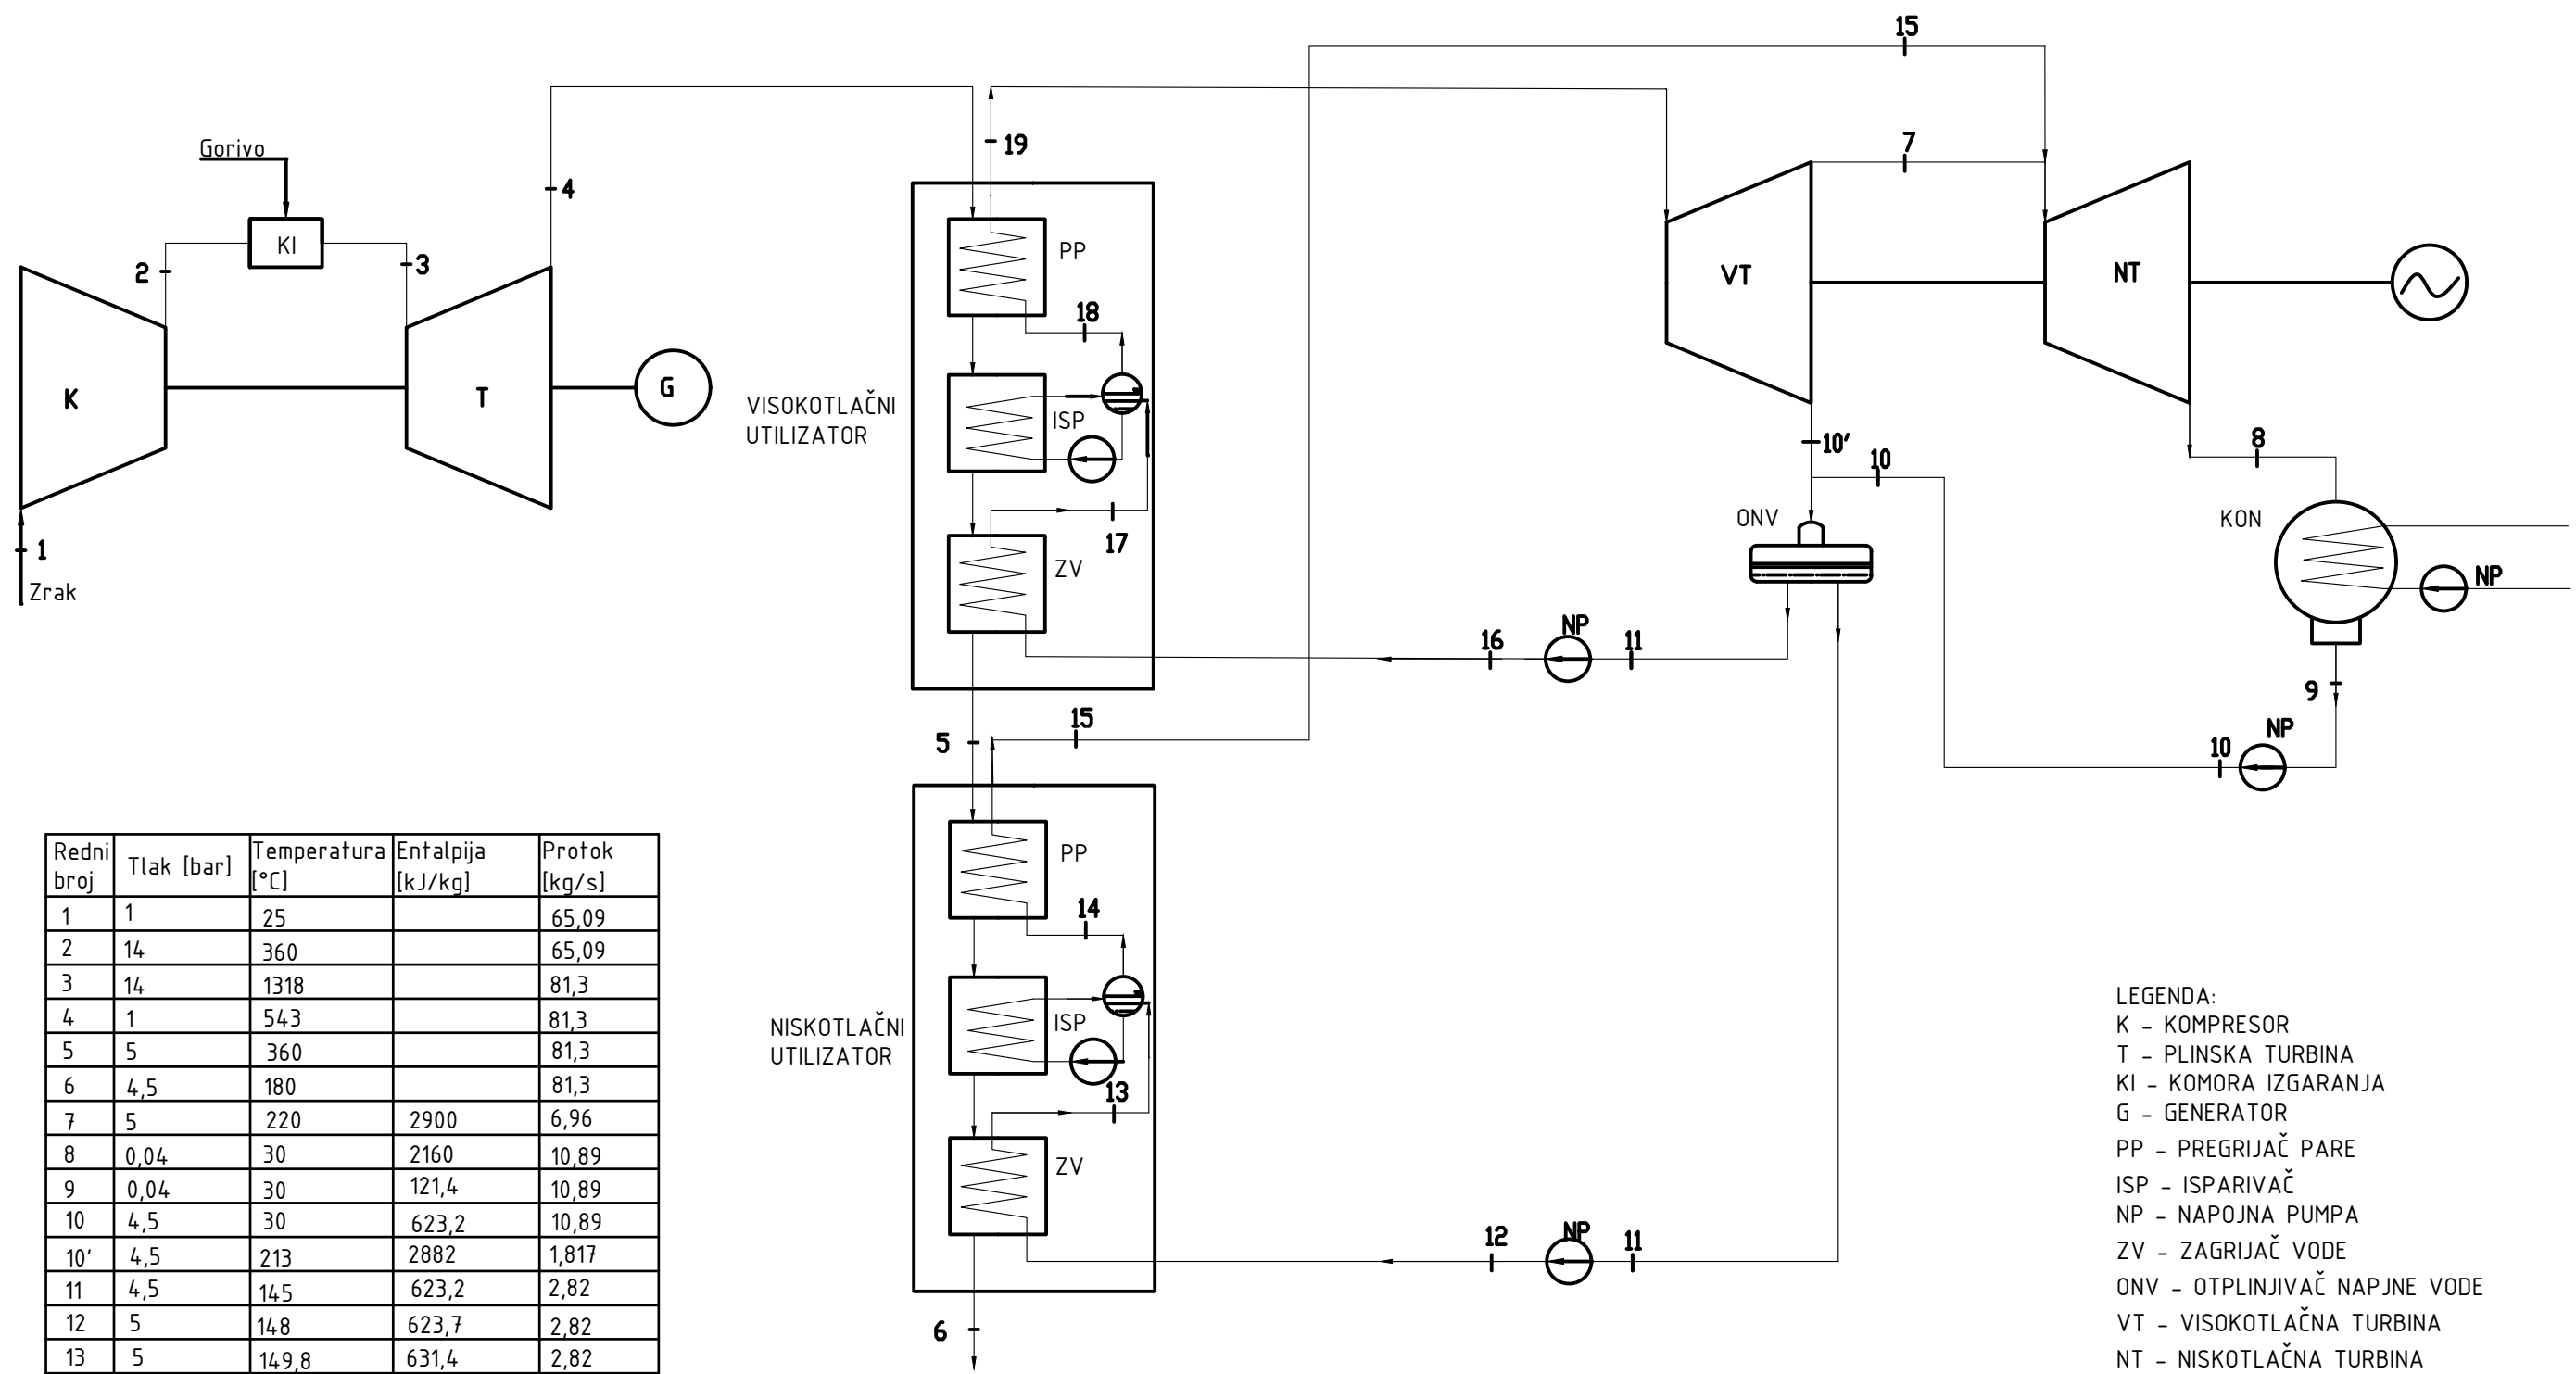 15
7
Gorivo
19
4
KI
2
3
PP
VT
NT
18
K
T
G
VISOKOTLAČNI
UTILIZATOR
ISP
10'
10
8
ONV
KON
17
1
Zrak
ZV
NP
NP
16
11
9
15
5
NP
10
PP
14
NISKOTLAČNI
UTILIZATOR
ISP
13
ZV
12
NP
11
6
Redni broj Tlak [bar] Temperatura [°C] Entalpija [kJ/kg] Protok [kg/s]
1 1 25 65,09
2 14 360 65,09
3 14 1318 81,3
4 1 543 81,3
5 5 360 81,3
6 4,5 180 81,3
7 5 220 2900 6,96
8 0,04 30 2160 10,89
9 0,04 30 121,4 10,89
10 4,5 30 623,2 10,89
10' 4,5 213 2882 1,817
11 4,5 145 623,2 2,82
12 5 148 623,7 2,82
13 5 149,8 631,4 2,82
LEGENDA:
K - KOMPRESOR
T - PLINSKA TURBINA
KI - KOMORA IZGARANJA
G - GENERATOR
PP - PREGRIJAČ PARE
ISP - ISPARIVAČ
NP - NAPOJNA PUMPA
ZV - ZAGRIJAČ VODE
ONV - OTPLINJIVAČ NAPJNE VODE
VT - VISOKOTLAČNA TURBINA
NT - NISKOTLAČNA TURBINA